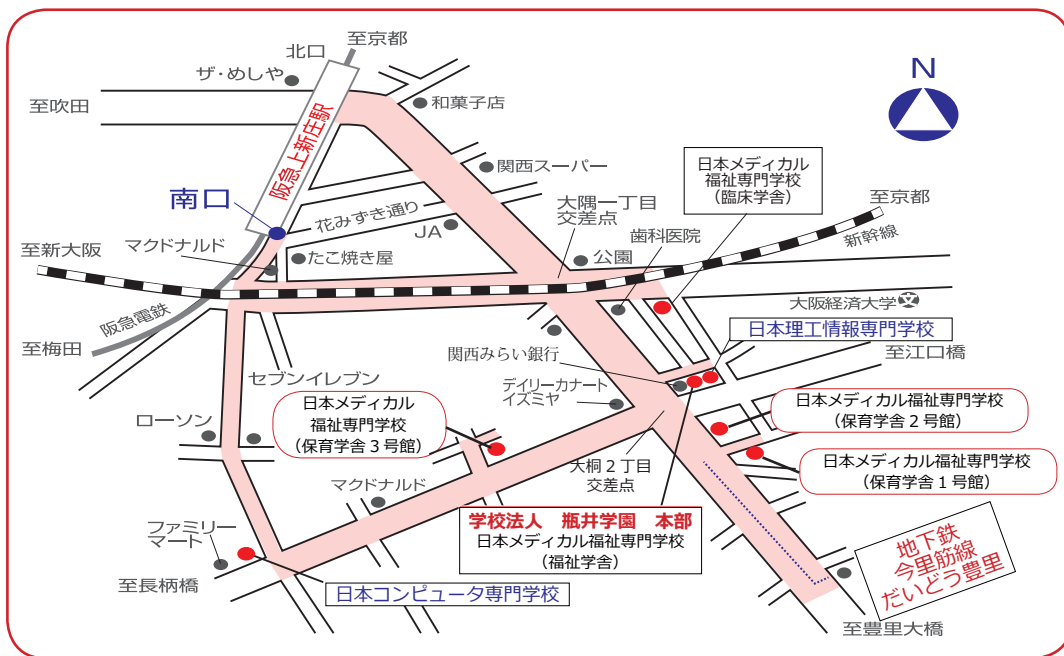 至京都
北口
ザ・めしや
至吹田
和菓子店
阪急上新庄駅
N
関西スーパー
日本メディカル
福祉専門学校
（臨床学舎）
南口
花みずき通り
大隅一丁目
交差点
至京都
JA
歯科医院
新幹線
至新大阪
マクドナルド
たこ焼き屋
公園
大阪経済大学
阪急電鉄
日本理工情報専門学校
至梅田
関西みらい銀行
至江口橋
セブンイレブン
デイリーカナート
イズミヤ
日本メディカル
福祉専門学校
（保育学舎３号館）
日本メディカル福祉専門学校
（保育学舎２号館）
ローソン
日本メディカル福祉専門学校
（保育学舎１号館）
大桐２丁目
交差点
マクドナルド
学校法人　瓶井学園　本部
日本メディカル福祉専門学校
（福祉学舎）
ファミリー
マート
地下鉄
今里筋線
だいどう豊里
至長柄橋
日本コンピュータ専門学校
至豊里大橋